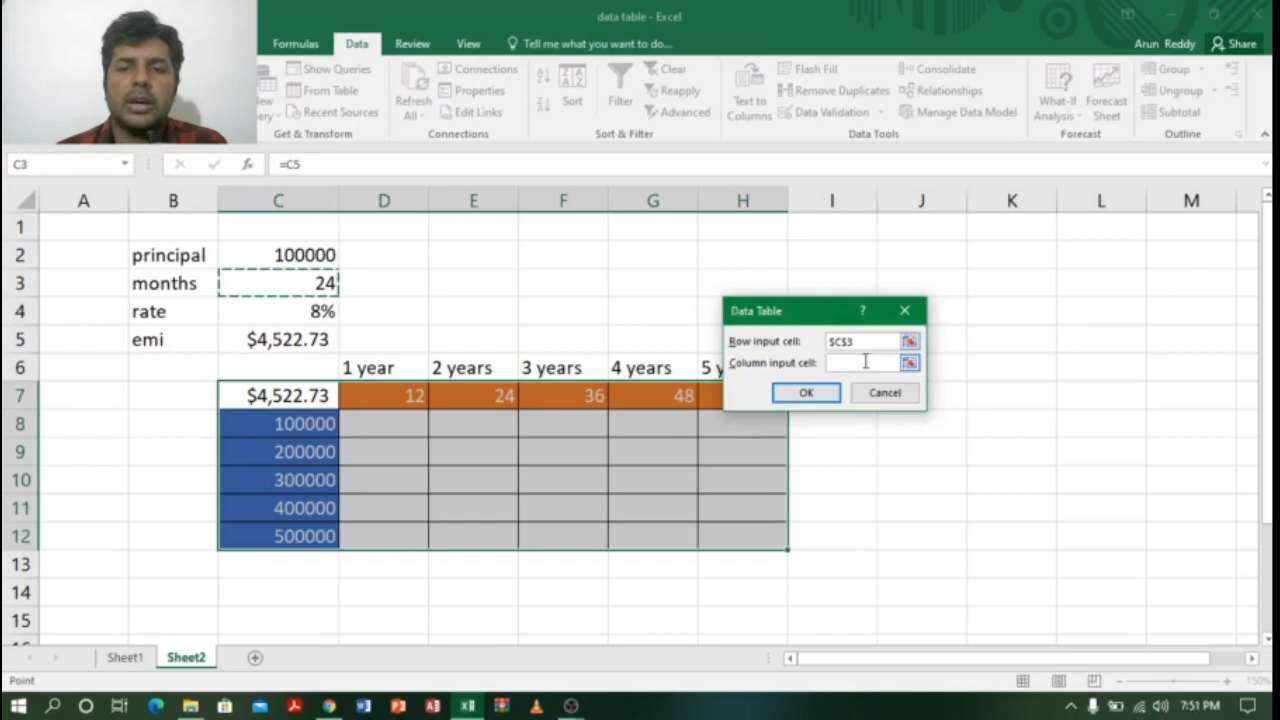 data table - Excel
Formulas Data Review View Tell me what you want to do... Arun Reddy Share
Show Queries
From Table
Recent Sources
Get & Transform
Refresh All
Connections
Properties
Edit Links
Connections
Sort
Filter
Clear
Reapply
Advanced
Sort & Filter
Text to Columns
Flash Fill
Remove Duplicates
Data Validation
Consolidate
Relationships
Manage Data Model
Data Tools
What-If Analysis
Forecast Sheet
Forecast
Group
Ungroup
Subtotal
Outline
C3 fx =C5
A B C D E F G H I J K L M
1
2 principal 100000
3 months 24
4 rate 8%
5 emi $4,522.73
6 1 year 2 years 3 years 4 years 5 y
7 $4,522.73 12 24 36 48
8 100000
9 200000
10 300000
11 400000
12 500000
13
14
15
Data Table ?
Row input cell: $C$3
Column input cell:
OK Cancel
Sheet1 Sheet2
Point 150%
7:51 PM